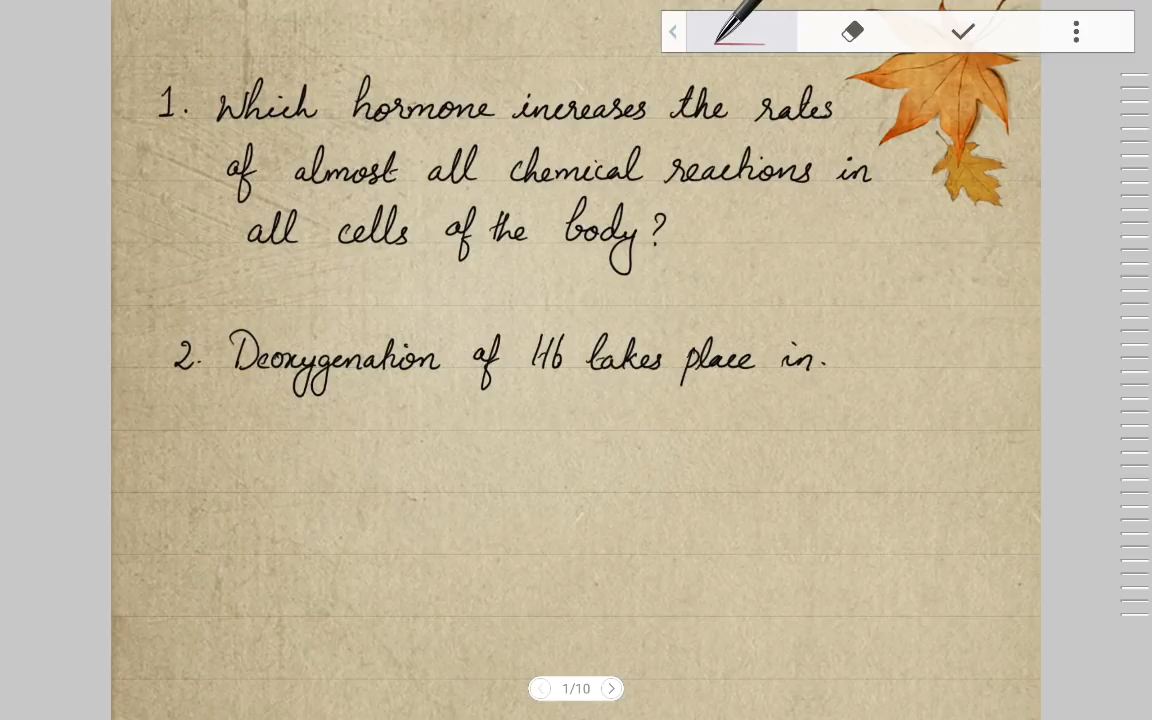 1. Which hormone increases the rates
of almost all chemical reactions in
all cells of the body?
2. Deoxygenation of Hb takes place in.
1/10